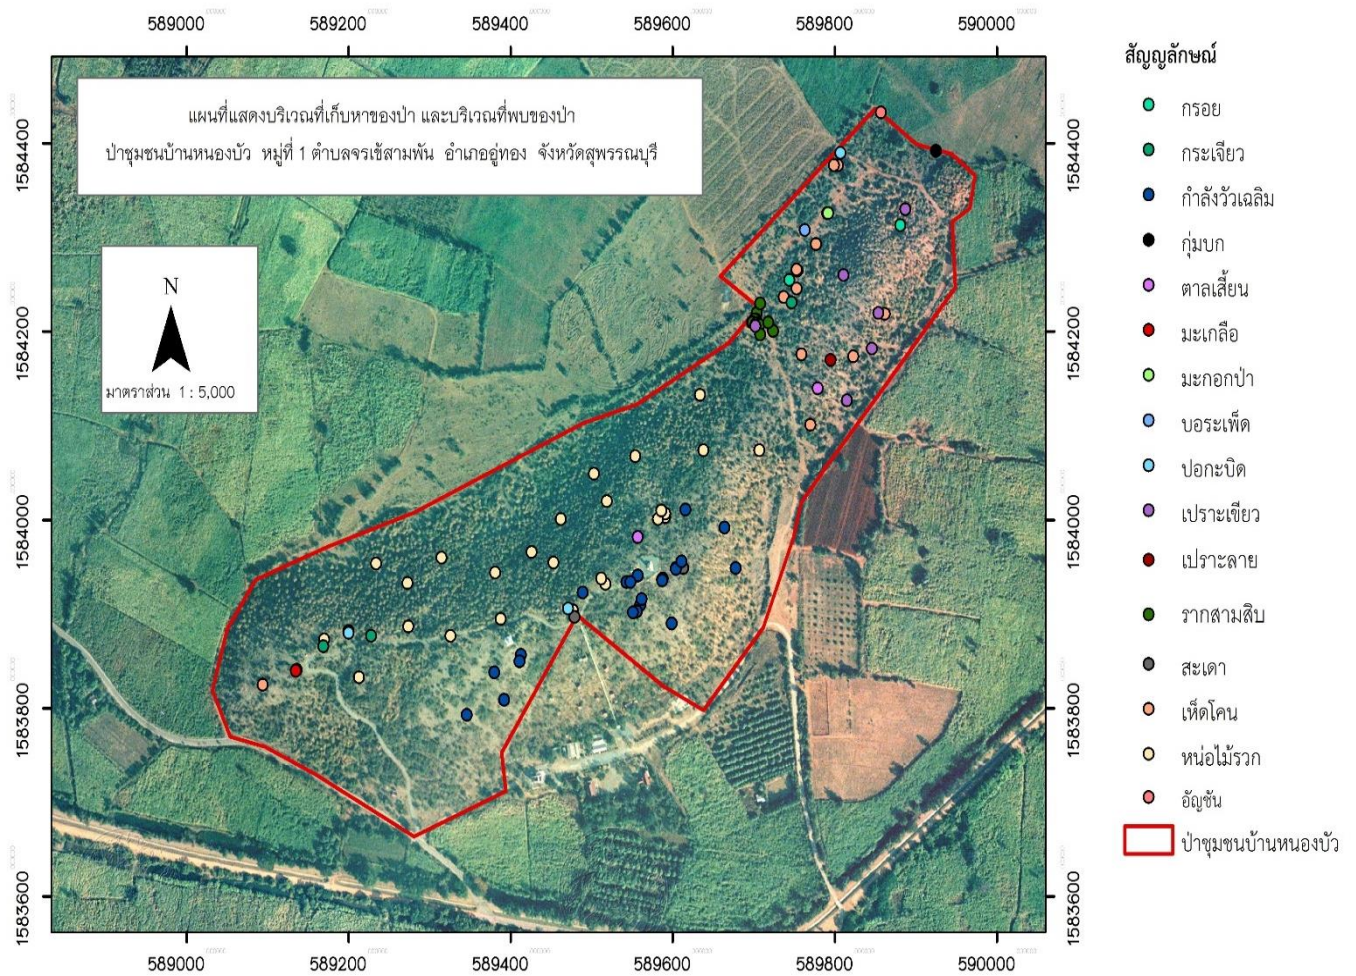 589000 589200 589400 589600 589800 590000
แผนที่แสดงบริเวณที่เก็บหาของป่า และบริเวณที่พบของป่า
ป่าชุมชนบ้านหนองบัว หมู่ที่ 1 ตำบลจรเข้สามพัน อำเภออู่ทอง จังหวัดสุพรรณบุรี
N
มาตราส่วน 1 : 5,000
1584400
1584200
1584000
1583800
1583600
1584400
1584200
1584000
1583800
1583600
589000 589200 589400 589600 589800 590000
สัญญลักษณ์
กรอย
กระเจียว
กำลังวัวเถลิม
กุ่มบก
ตาลเสี้ยน
มะเกลือ
มะกอกป่า
บอระเพ็ด
ปอกะบิด
เปราะเขียว
เปราะลาย
รากสามสิบ
สะเดา
เห็ดโคน
หน่อไม้รวก
อัญชัน
ป่าชุมชนบ้านหนองบัว